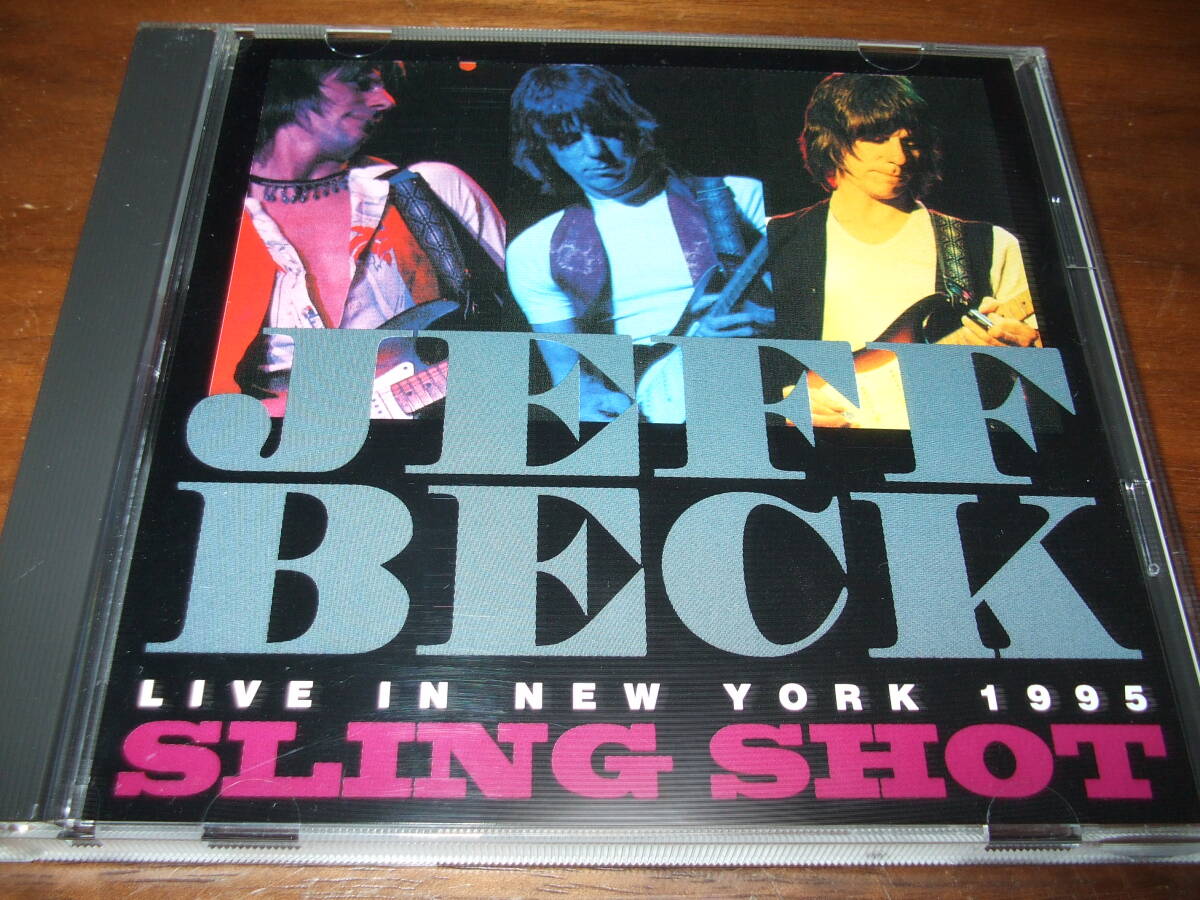 JEFF
BECK
LIVE IN NEW YORK 1995
SLING SHOT